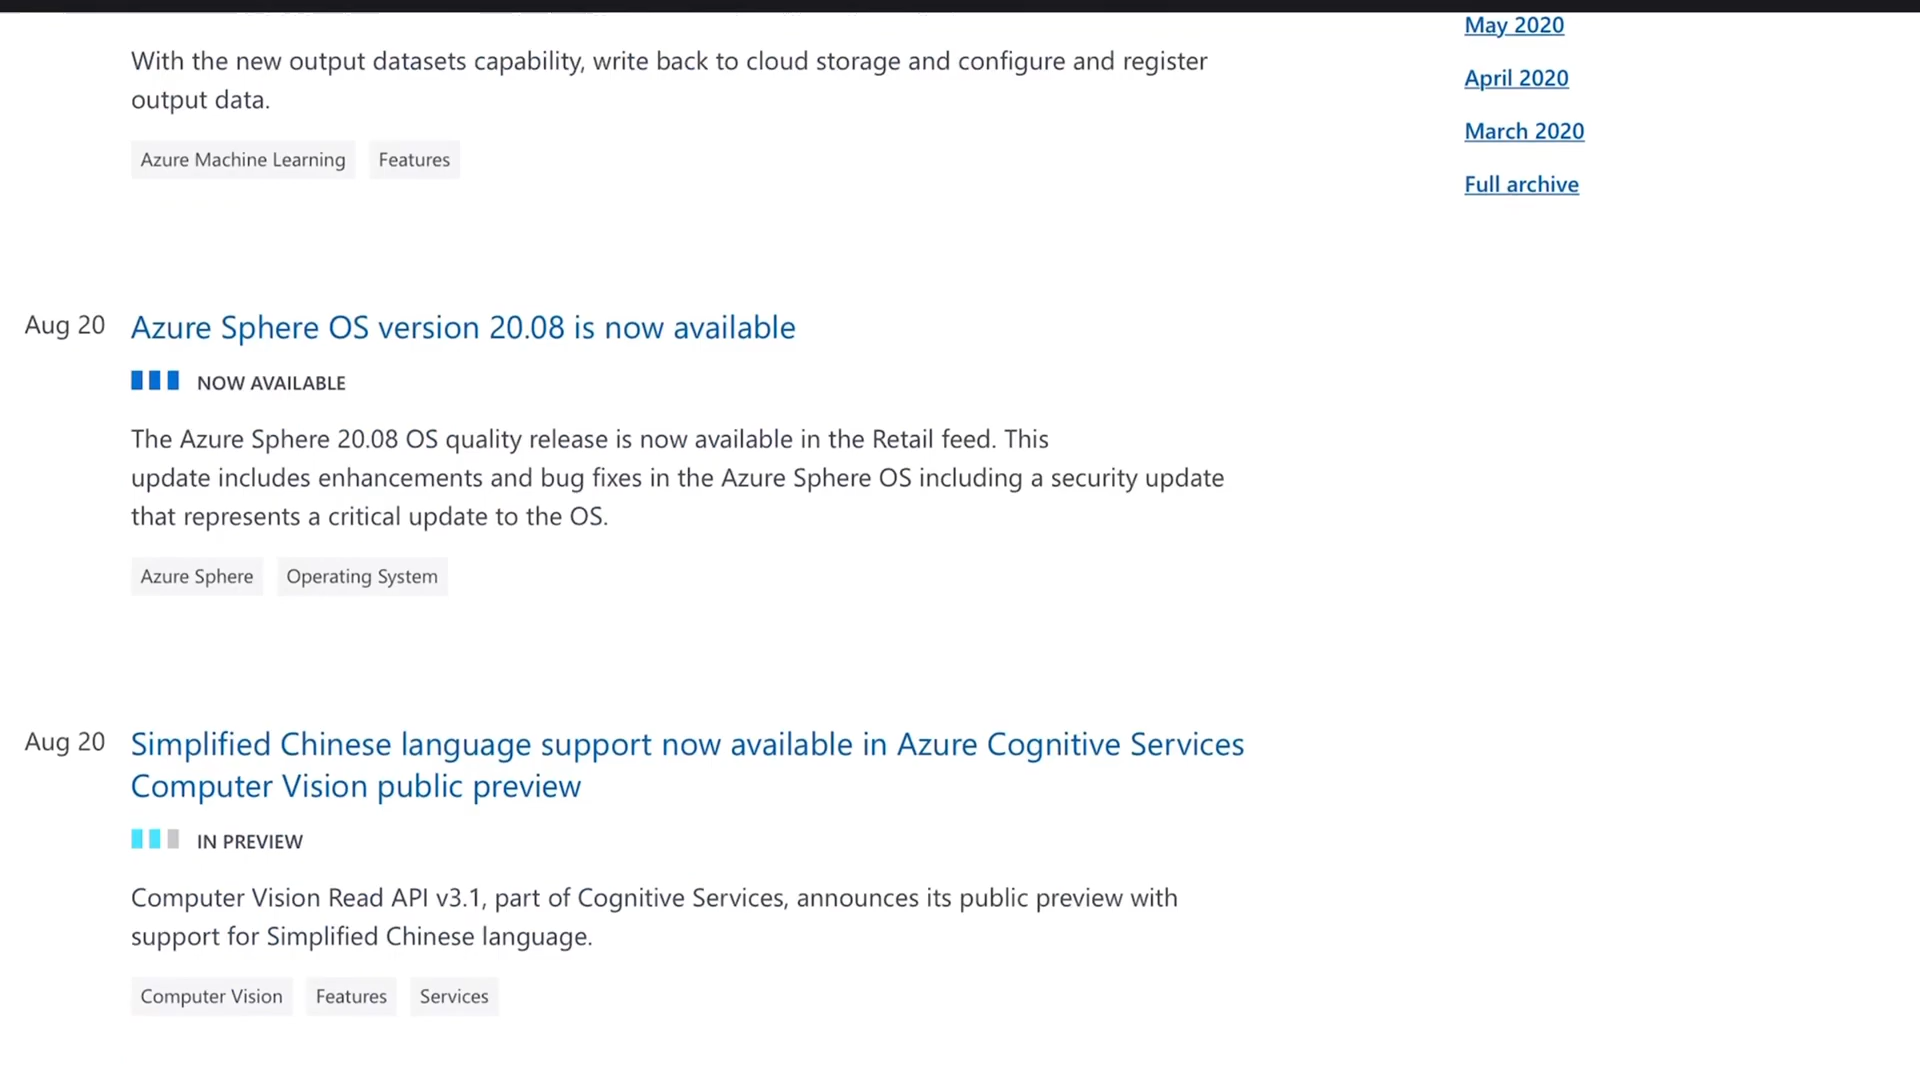 May 2020
With the new output datasets capability, write back to cloud storage and configure and register
output data.
April 2020
March 2020
Azure Machine Learning Features
Full archive
Aug 20 Azure Sphere OS version 20.08 is now available
NOW AVAILABLE
The Azure Sphere 20.08 OS quality release is now available in the Retail feed. This
update includes enhancements and bug fixes in the Azure Sphere OS including a security update
that represents a critical update to the OS.
Azure Sphere Operating System
Aug 20 Simplified Chinese language support now available in Azure Cognitive Services
Computer Vision public preview
IN PREVIEW
Computer Vision Read API v3.1, part of Cognitive Services, announces its public preview with
support for Simplified Chinese language.
Computer Vision Features Services